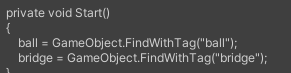 private void Start()
{
    ball = GameObject.FindWithTag("ball");
    bridge = GameObject.FindWithTag("bridge");
}